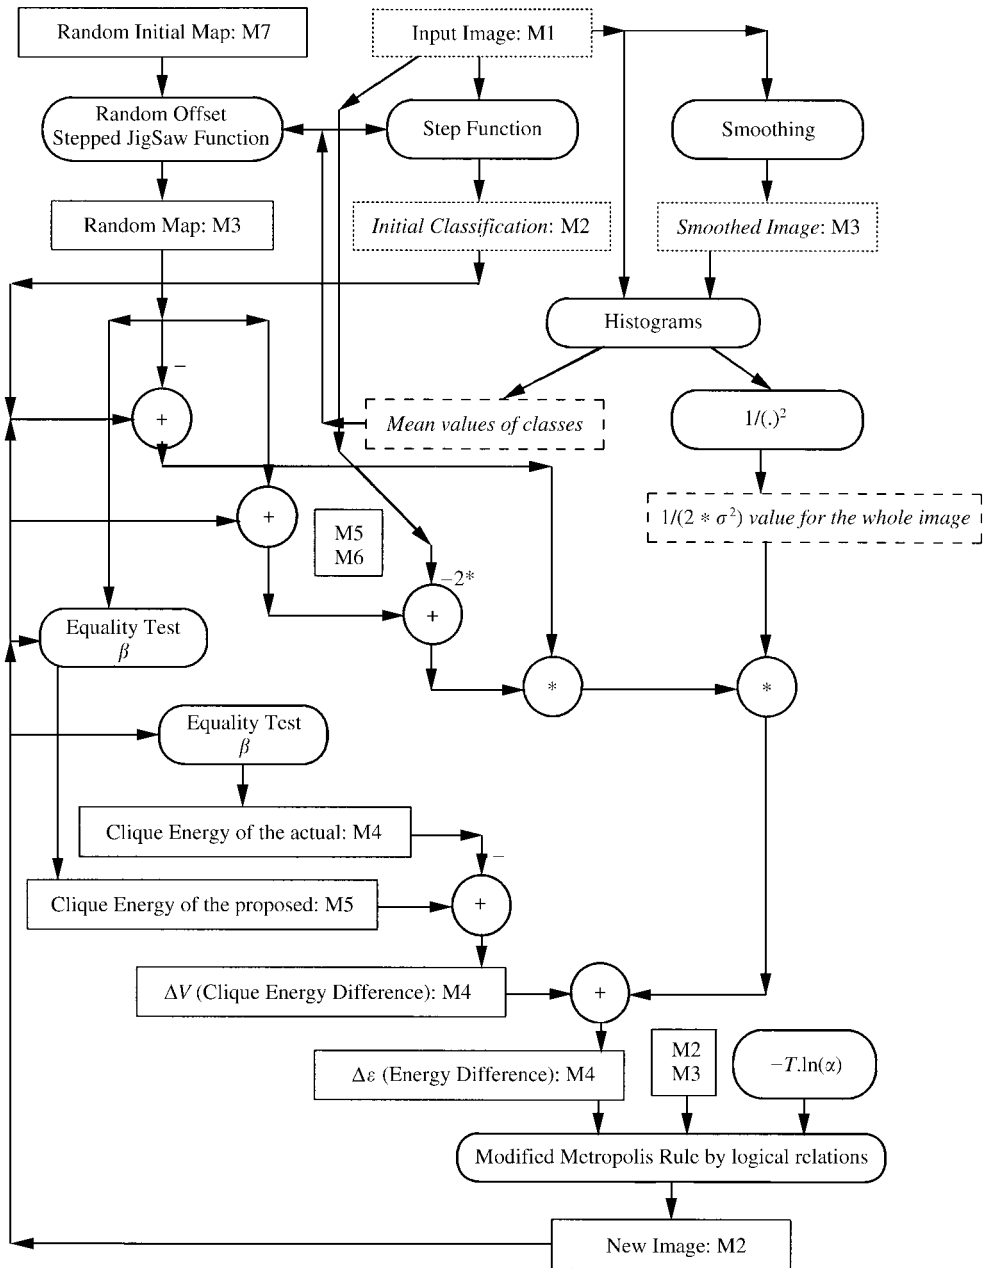 Random Initial Map: M7
Input Image: M1
Random Offset
Stepped JigSaw Function
Step Function
Smoothing
Random Map: M3
Initial Classification: M2
Smoothed Image: M3
Histograms
−
+
Mean values of classes
1/(.)²
+
M5
M6
1/(2 * σ²) value for the whole image
−2*
+
Equality Test
β
*
*
Equality Test
β
Clique Energy of the actual: M4
−
Clique Energy of the proposed: M5
+
ΔV (Clique Energy Difference): M4
+
Δε (Energy Difference): M4
M2
M3
−T.ln(α)
Modified Metropolis Rule by logical relations
New Image: M2